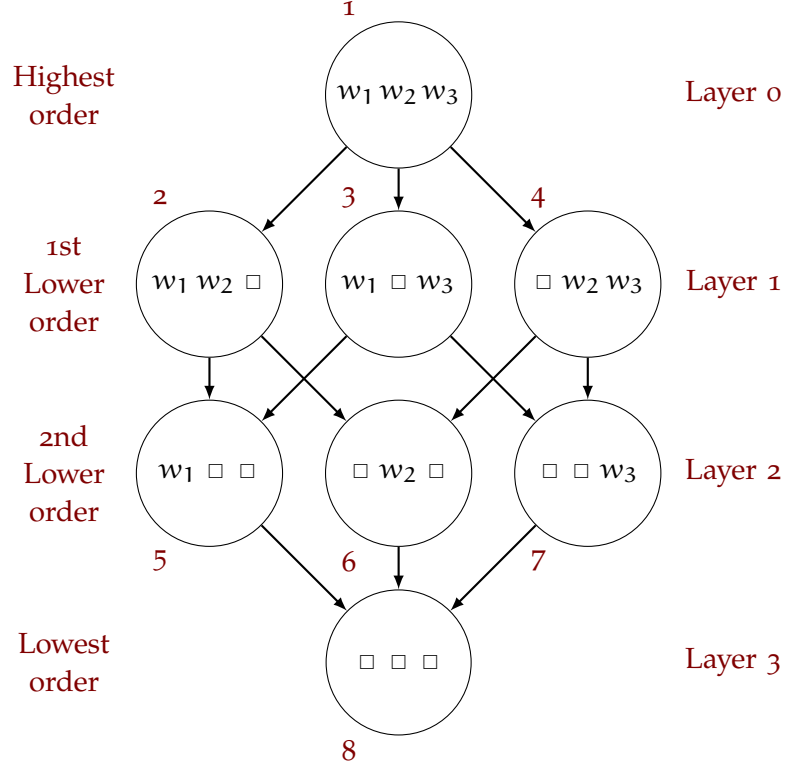 1
Highest
order
w₁ w₂ w₃
Layer 0
2
3
4
1st
Lower
order
w₁ w₂ □
w₁ □ w₃
□ w₂ w₃
Layer 1
2nd
Lower
order
w₁ □ □
□ w₂ □
□ □ w₃
Layer 2
5
6
7
Lowest
order
□ □ □
Layer 3
8